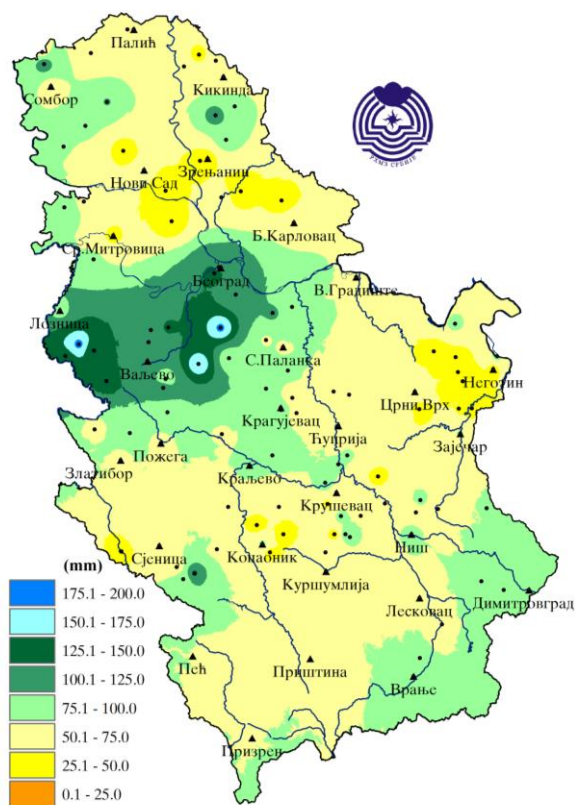 Палић
Кикинда
Сомбор
РХМЗ СРБИЈЕ
Зрењанин
Нови Сад
Б.Карловац
Ср.Митровица
Београд
В.Градиште
Лозница
С.Паланка
Ваљево
Неготин
Црни Врх
Крагујевац
Ћуприја
Зајечар
Пожега
Златибор
Краљево
Крушевац
Ниш
Копаоник
Сјеница
(mm)
Куршумлија
175.1 - 200.0
Димитровград
Лесковац
150.1 - 175.0
125.1 - 150.0
100.1 - 125.0
Пећ
Приштина
Врање
75.1 - 100.0
50.1 - 75.0
Призрен
25.1 - 50.0
0.1 - 25.0